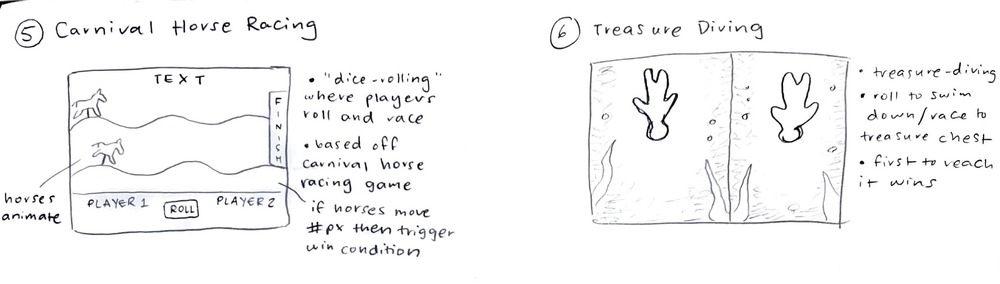 5 Carnival Horse Racing
TEXT
FINISH
PLAYER 1
ROLL
PLAYER 2
horses
animate
• "dice-rolling"
where players
roll and race
• based off
carnival horse
racing game
if horses move
#px then trigger
win condition
6 Treasure Diving
• treasure-diving
• roll to swim
down/race to
treasure chest
• first to reach
it wins